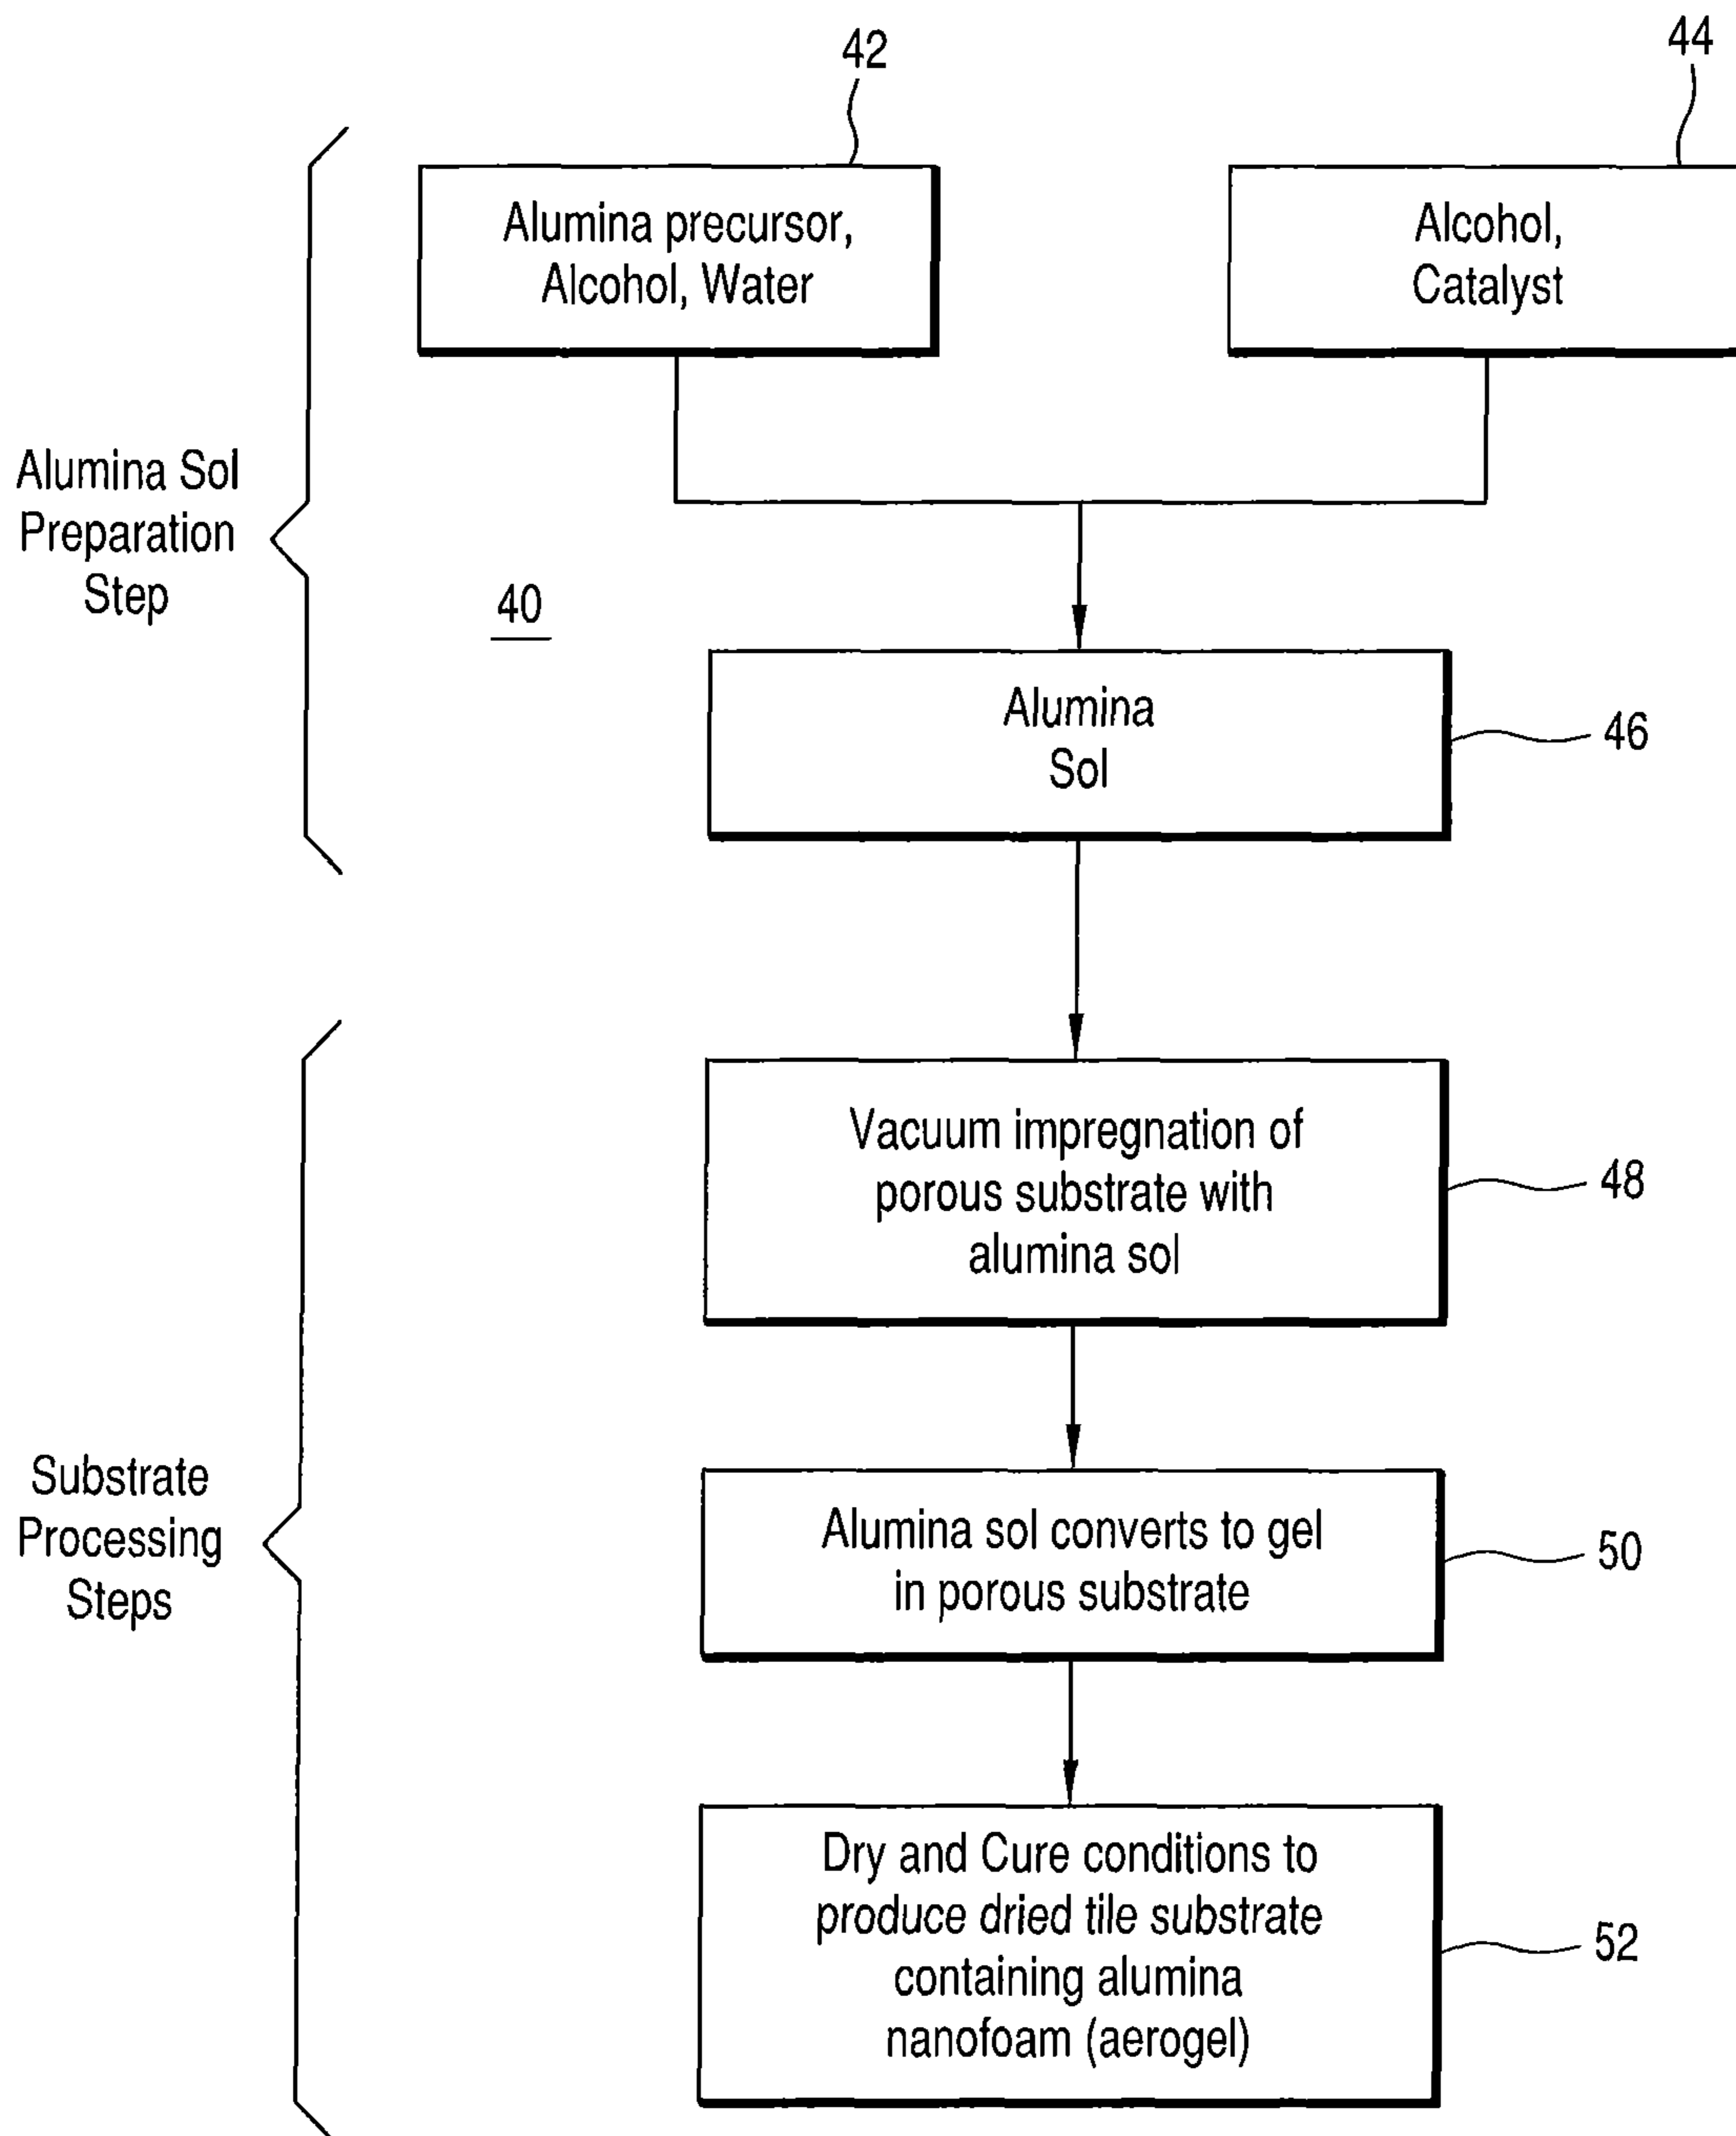 42
44
Alumina precursor,
Alcohol, Water
Alcohol,
Catalyst
Alumina Sol
Preparation
Step
40
Alumina
Sol
46
Vacuum impregnation of
porous substrate with
alumina sol
48
Substrate
Processing
Steps
Alumina sol converts to gel
in porous substrate
50
Dry and Cure conditions to
produce dried tile substrate
containing alumina
nanofoam (aerogel)
52